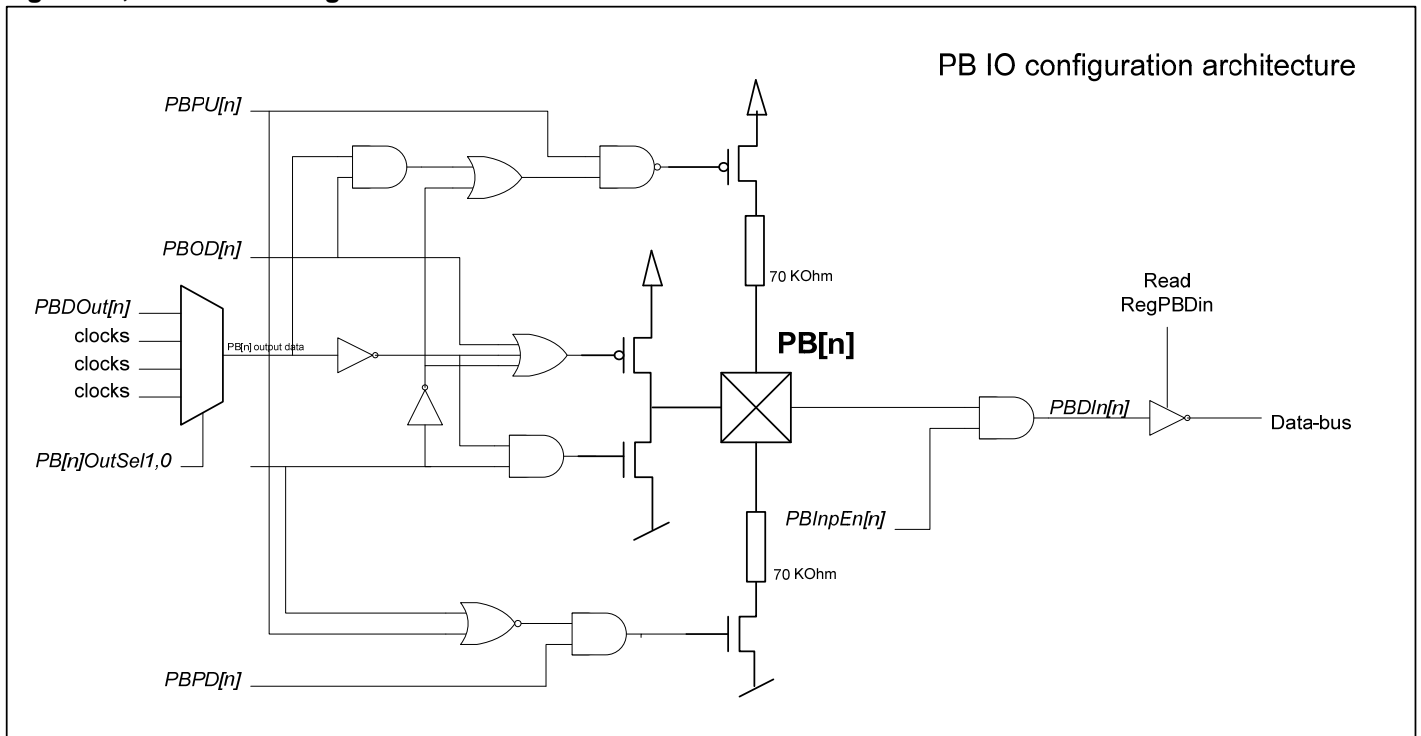 PB IO configuration architecture
PBPU[n]
PBOD[n]
70 KOhm
Read
RegPBDin
PBDOut[n]
clocks
clocks
clocks
PB[n] output data
PB[n]
PBDIn[n]
Data-bus
PB[n]OutSel1,0
PBInpEn[n]
70 KOhm
PBPD[n]